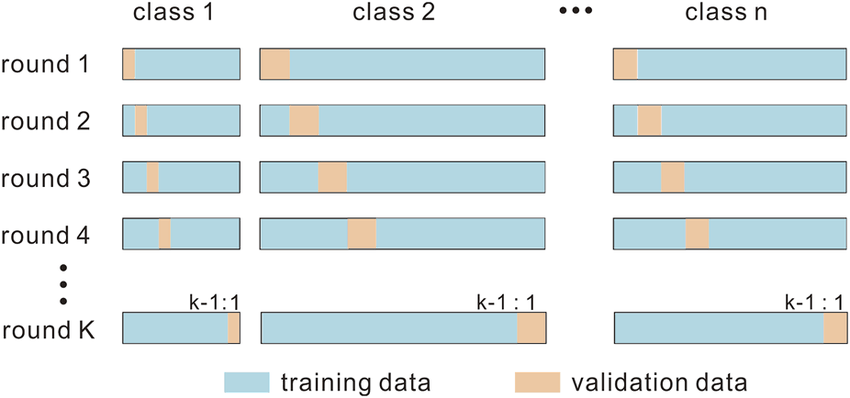 class 1 class 2 ••• class n
round 1
round 2
round 3
round 4
k-1:1 k-1 : 1 k-1 : 1
round K
training data validation data